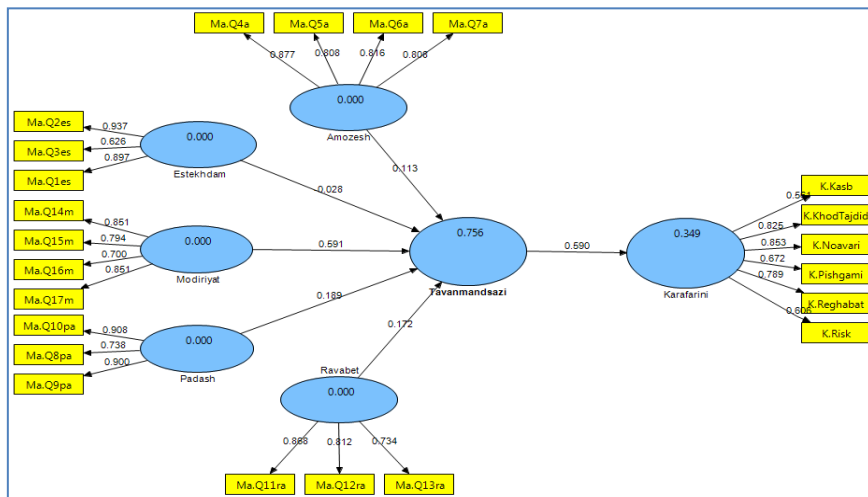 Ma.Q4a
Ma.Q5a
Ma.Q6a
Ma.Q7a
0.877
0.808
0.816
0.806
0.000
Amozesh
0.113
Ma.Q2es
Ma.Q3es
Ma.Q1es
0.937
0.626
0.897
0.000
Estekhdam
0.028
Ma.Q14m
Ma.Q15m
Ma.Q16m
Ma.Q17m
0.851
0.794
0.700
0.851
0.000
Modiriyat
0.591
Ma.Q10pa
Ma.Q8pa
Ma.Q9pa
0.908
0.738
0.900
0.000
Padash
0.189
Ravabet
0.000
0.172
0.868
0.812
0.734
Ma.Q11ra
Ma.Q12ra
Ma.Q13ra
0.756
Tavanmandsazi
0.590
0.349
Karafarini
0.825
0.853
0.672
0.789
0.606
K.Kasb
K.KhodTajdid
K.Noavari
K.Pishgami
K.Reghabat
K.Risk